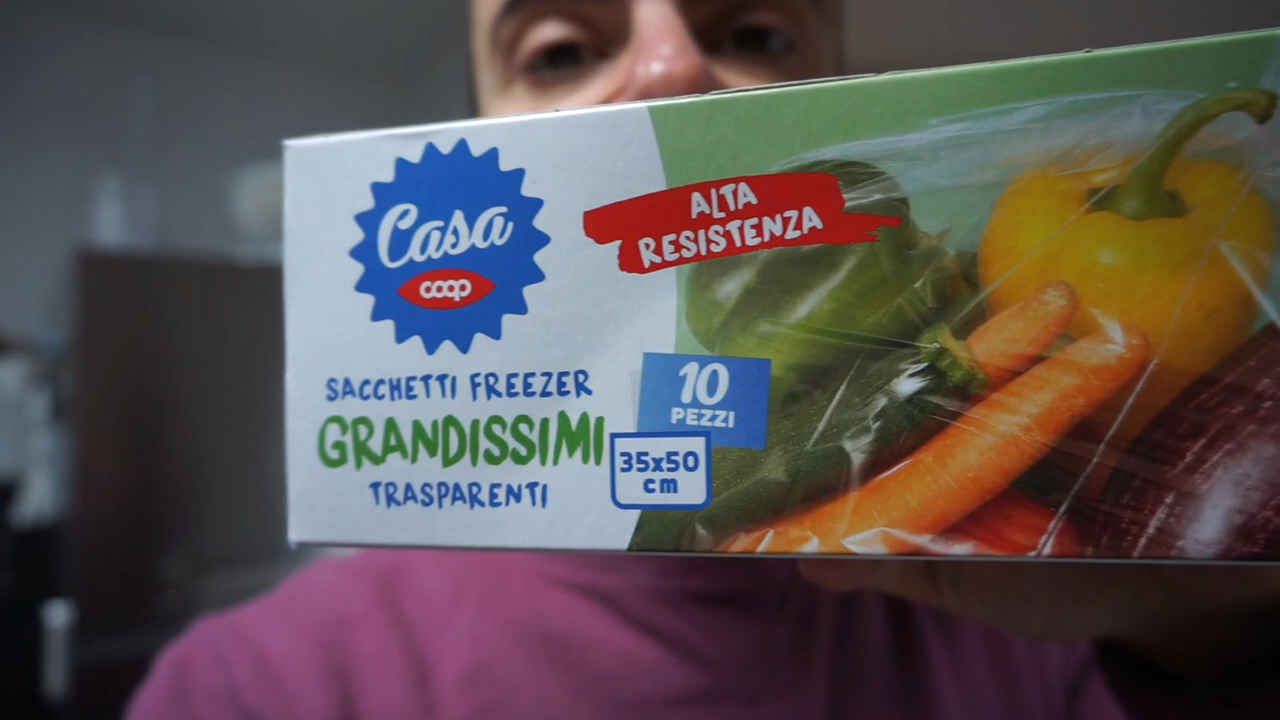 Casa
coop
ALTA
RESISTENZA
SACCHETTI FREEZER
GRANDISSIMI
TRASPARENTI
10
PEZZI
35x50
cm